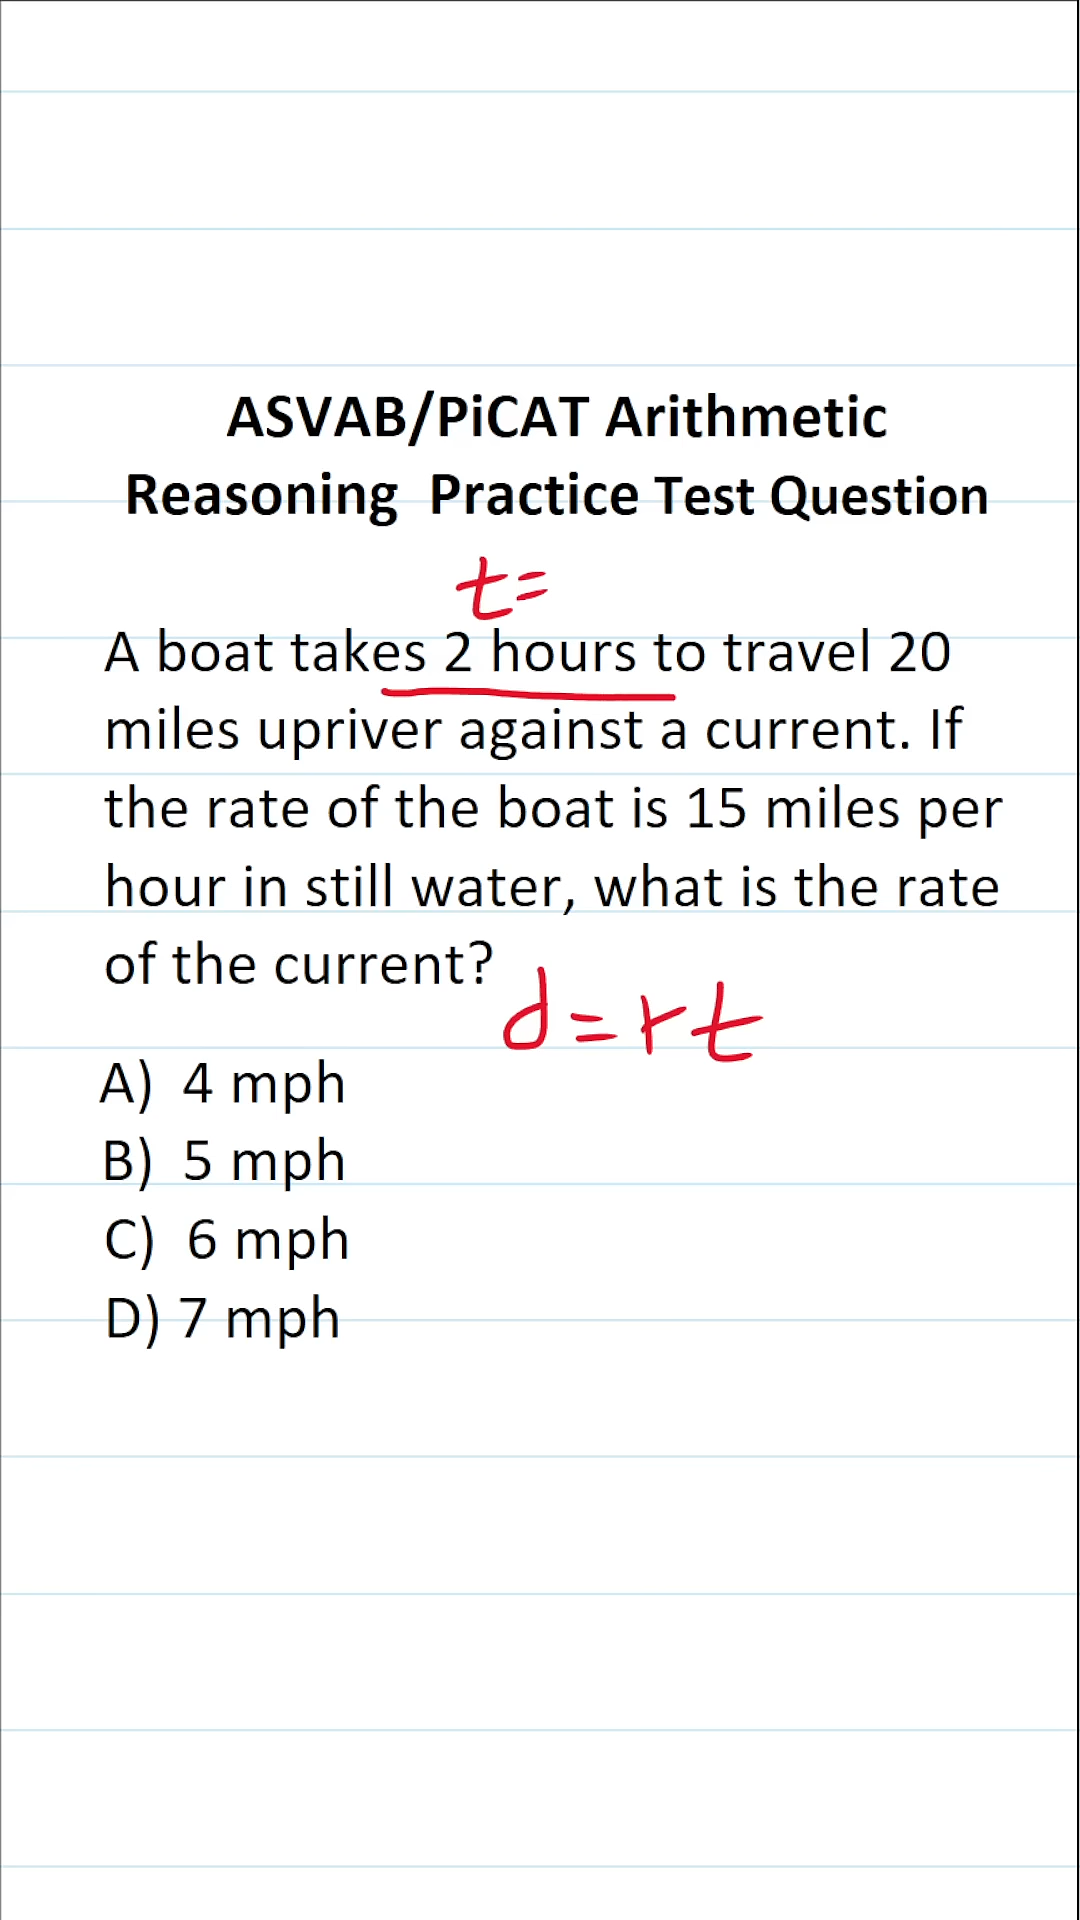 ASVAB/PiCAT Arithmetic
Reasoning Practice Test Question
t=
A boat takes 2 hours to travel 20
miles upriver against a current. If
the rate of the boat is 15 miles per
hour in still water, what is the rate
of the current?
d=rt
A) 4 mph
B) 5 mph
C) 6 mph
D) 7 mph